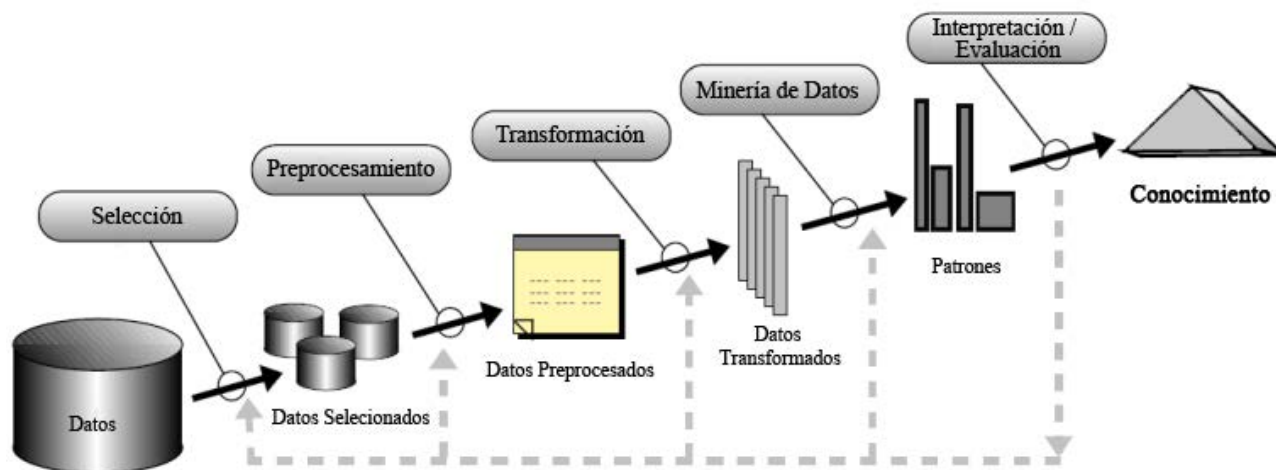 Interpretación /
Evaluación
Minería de Datos
Transformación
Preprocesamiento
Selección
Conocimiento
Patrones
Datos
Transformados
Datos Preprocesados
Datos Selecionados
Datos